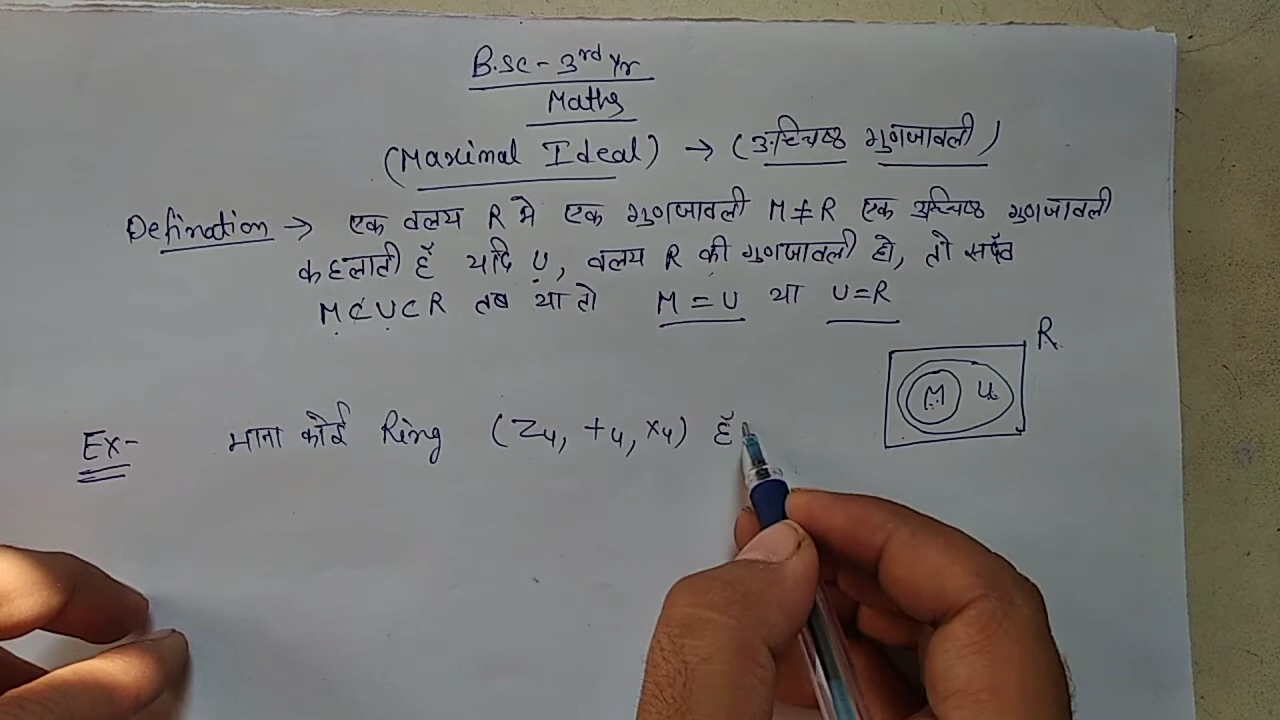 B.Sc - 3rd Yr
Maths
(Maximal Ideal) → (उच्चिष्ठ गुणजावली)
Defination → एक वलय R मे एक गुणजावली M≠R एक उच्चिष्ठ गुणजावली
कहलाती हैं यदि U, वलय R की गुणजावली हो, तो सदैव
M⊂U⊂R तब या तो M = U या U=R
R
M U
Ex- माना कोई Ring (Z4, +4, ×4) हैं